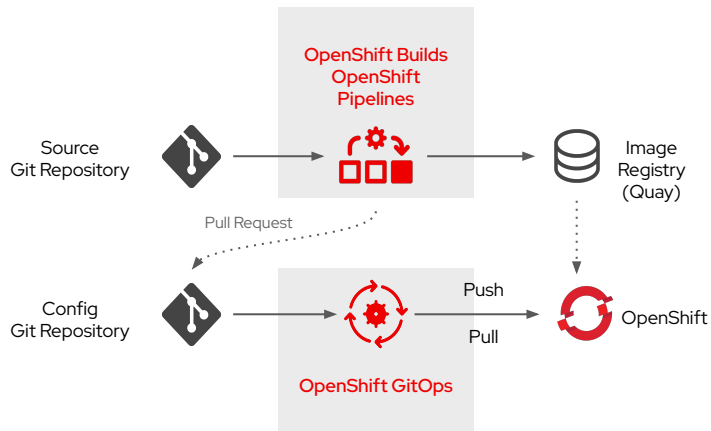 OpenShift Builds
OpenShift
Pipelines
Source
Git Repository
Image
Registry
(Quay)
Pull Request
Config
Git Repository
Push
Pull
OpenShift
OpenShift GitOps